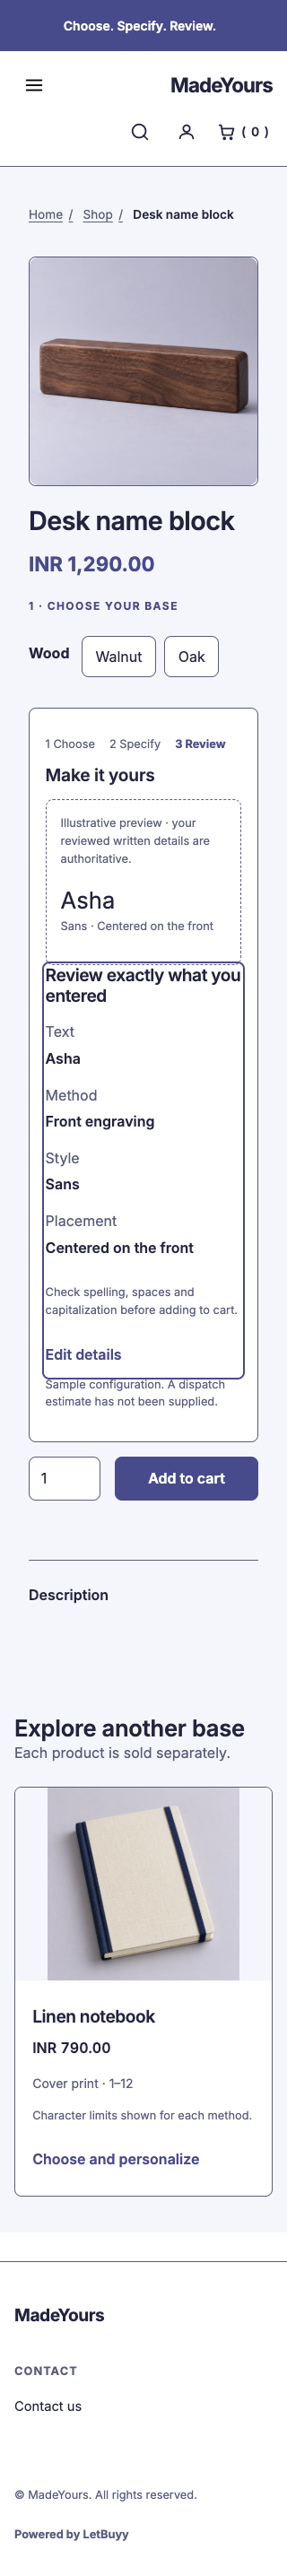 Choose. Specify. Review.
MadeYours
( 0 )
Home / Shop / Desk name block
Desk name block
INR 1,290.00
1 · CHOOSE YOUR BASE
Wood Walnut Oak
1 Choose 2 Specify 3 Review
Make it yours
Illustrative preview · your
reviewed written details are
authoritative.
Asha
Sans · Centered on the front
Review exactly what you
entered
Text
Asha
Method
Front engraving
Style
Sans
Placement
Centered on the front
Check spelling, spaces and
capitalization before adding to cart.
Edit details
Sample configuration. A dispatch
estimate has not been supplied.
1 Add to cart
Description
Explore another base
Each product is sold separately.
Linen notebook
INR 790.00
Cover print · 1–12
Character limits shown for each method.
Choose and personalize
MadeYours
CONTACT
Contact us
© MadeYours. All rights reserved.
Powered by LetBuyy